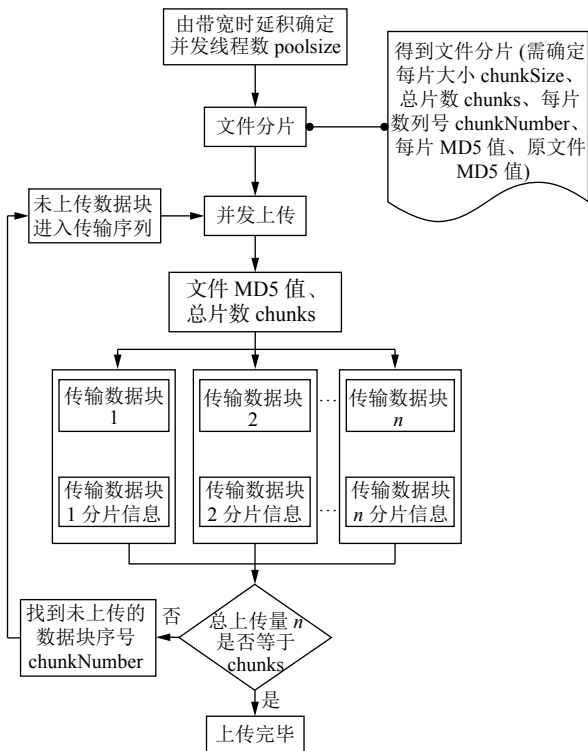 由带宽时延积确定
并发线程数 poolsize
得到文件分片 (需确定
每片大小 chunkSize、
总片数 chunks、每片
数列号 chunkNumber、
每片 MD5 值、原文件
MD5 值)
文件分片
未上传数据块
进入传输序列
并发上传
文件 MD5 值、
总片数 chunks
传输数据块
1
传输数据块
2
…
传输数据块
n
传输数据块
1 分片信息
传输数据块
2 分片信息
…
传输数据块
n 分片信息
找到未上传的
数据块序号
chunkNumber
否
总上传量 n
是否等于
chunks
是
上传完毕